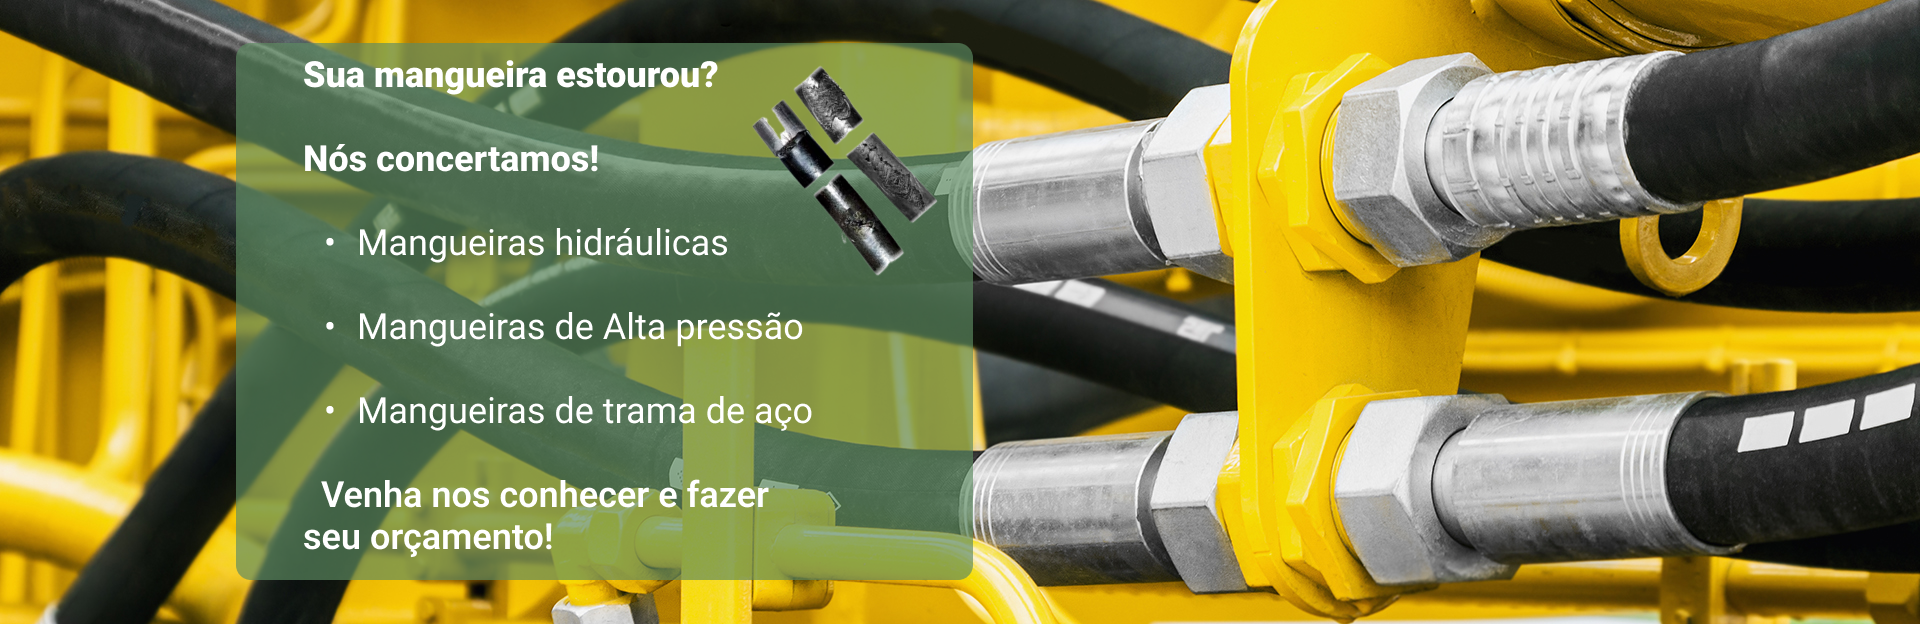 Sua mangueira estourou?
Nós concertamos!
• Mangueiras hidráulicas
• Mangueiras de Alta pressão
• Mangueiras de trama de aço
Venha nos conhecer e fazer
seu orçamento!